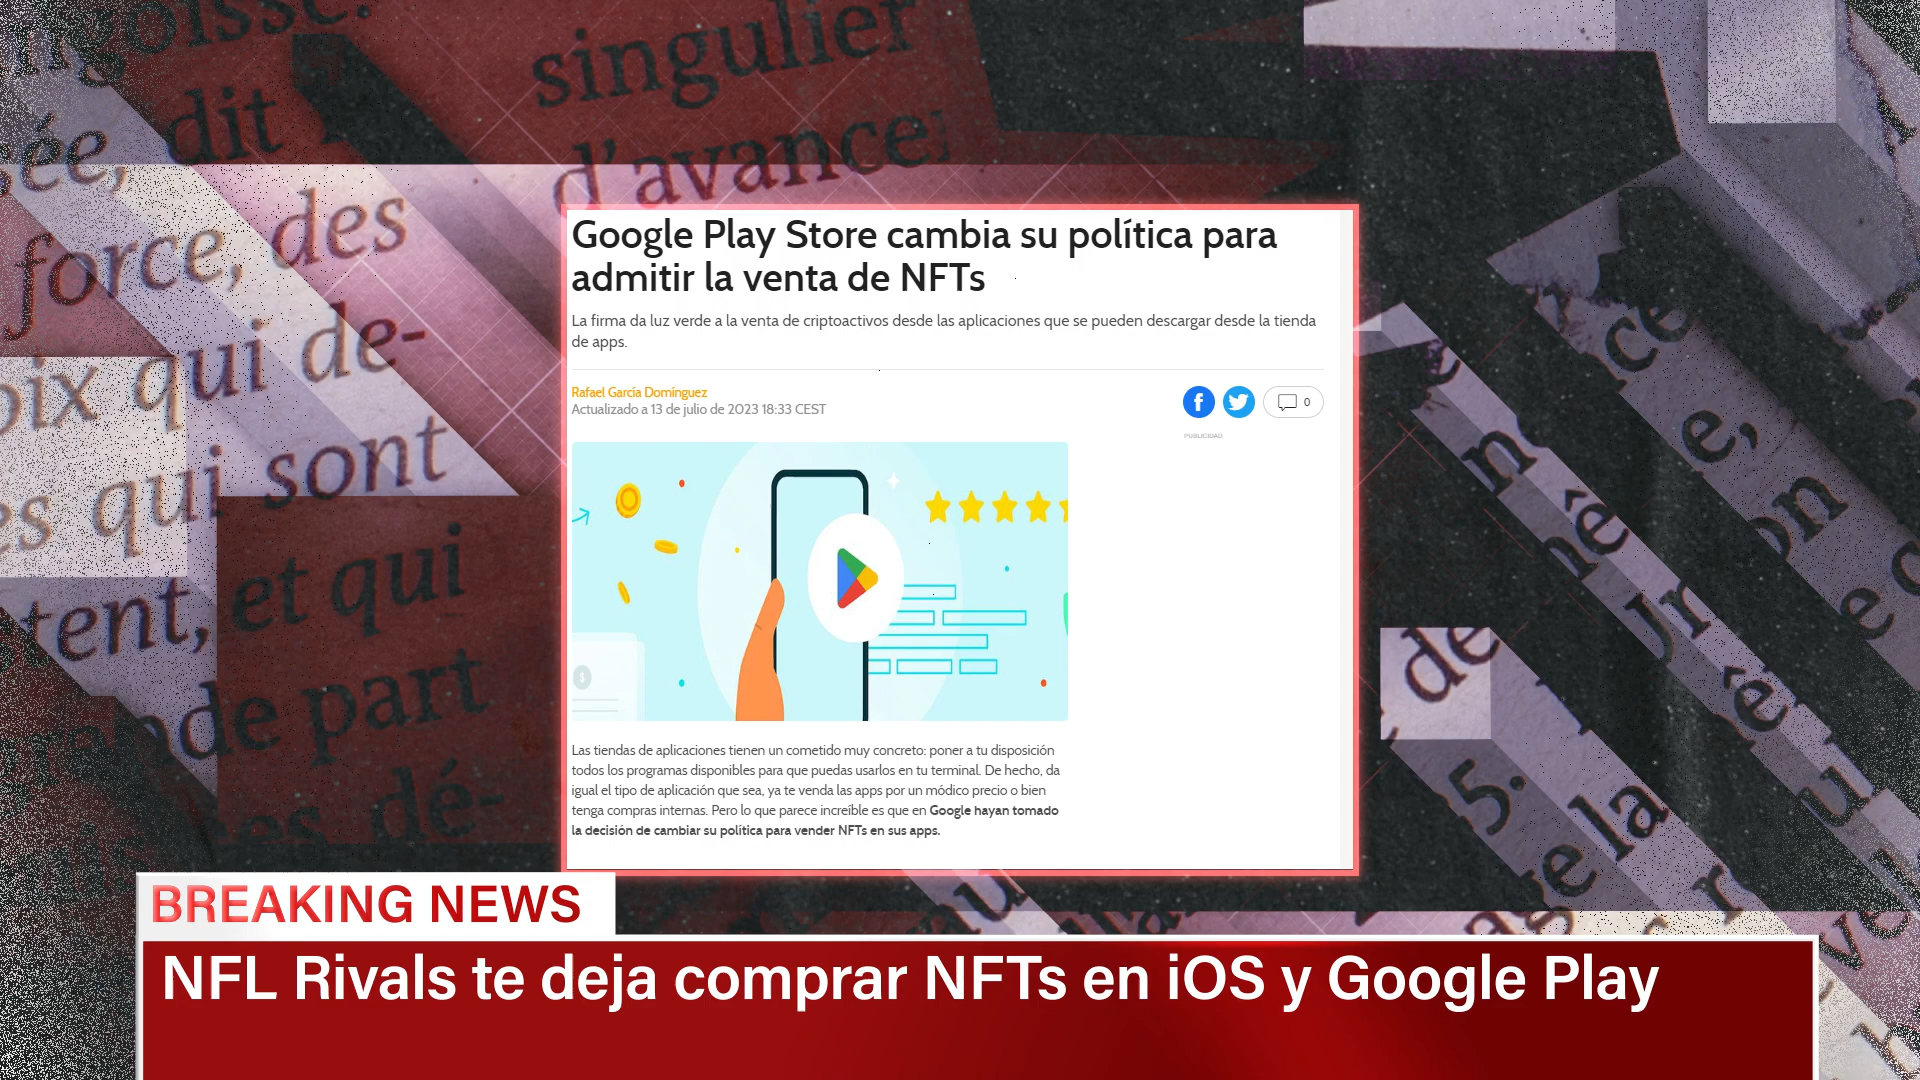 singulier
ée, dit
d'avance
force, des
oix qui de-
es qui sont
tent, et qui
de part
dé-
Google Play Store cambia su política para
admitir la venta de NFTs
La firma da luz verde a la venta de criptoactivos desde las aplicaciones que se pueden descargar desde la tienda
de apps.
Rafael García Domínguez
Actualizado a 13 de julio de 2023 18:33 CEST
0
PUBLICIDAD
Las tiendas de aplicaciones tienen un cometido muy concreto: poner a tu disposición
todos los programas disponibles para que puedas usarlos en tu terminal. De hecho, da
igual el tipo de aplicación que sea, ya te venda las apps por un módico precio o bien
tenga compras internas. Pero lo que parece increíble es que en Google hayan tomado
la decisión de cambiar su política para vender NFTs en sus apps.
BREAKING NEWS
NFL Rivals te deja comprar NFTs en iOS y Google Play